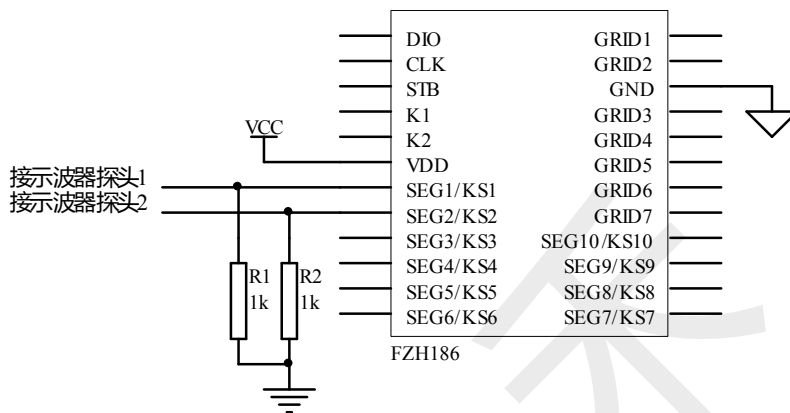 DIO
CLK
STB
K1
K2
VDD
SEG1/KS1
SEG2/KS2
SEG3/KS3
SEG4/KS4
SEG5/KS5
SEG6/KS6
GRID1
GRID2
GND
GRID3
GRID4
GRID5
GRID6
GRID7
SEG10/KS10
SEG9/KS9
SEG8/KS8
SEG7/KS7
VCC
接示波器探头1
接示波器探头2
R1
1k
R2
1k
FZH186